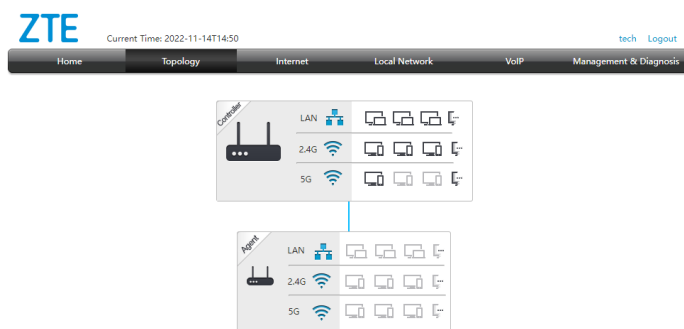 ZTE
Current Time: 2022-11-14T14:50
tech Logout
Home Topology Internet Local Network VoIP Management & Diagnosis
Controller
LAN
2.4G
5G
Agent
LAN
2.4G
5G